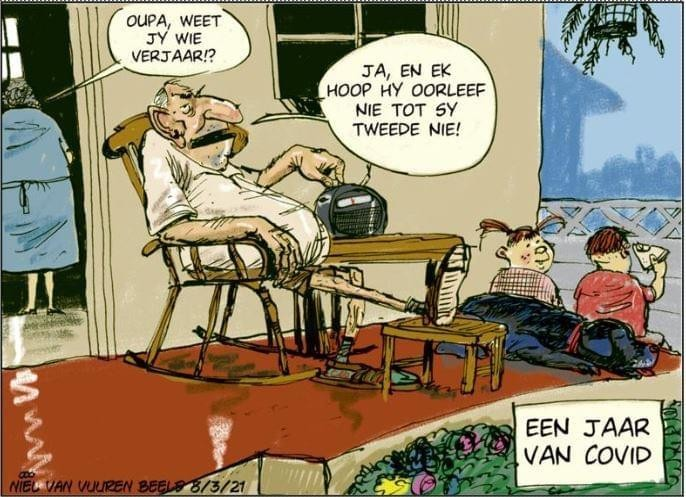 OUPA, WEET
JY WIE
VERJAAR!?
JA, EN EK
HOOP HY OORLEEF
NIE TOT SY
TWEEDE NIE!
EEN JAAR
VAN COVID
NIEL VAN VUUREN BEELD 8/3/21